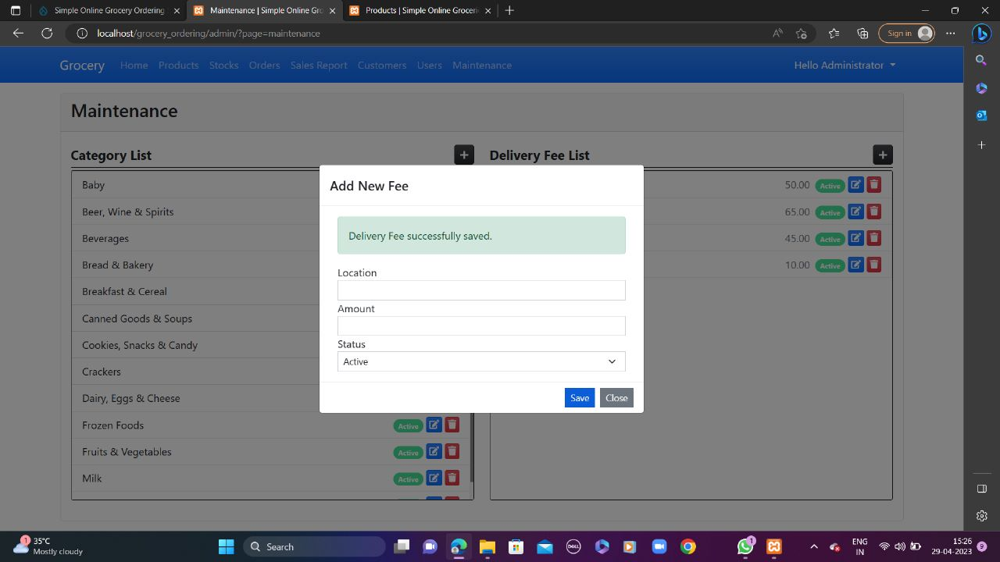 Simple Online Grocery Ordering
Maintenance | Simple Online Gro
Products | Simple Online Groceri
localhost/grocery_ordering/admin/?page=maintenance
Sign in
Grocery Home Products Stocks Orders Sales Report Customers Users Maintenance Hello Administrator
Maintenance
Category List
Delivery Fee List
Baby
Beer, Wine & Spirits
Beverages
Bread & Bakery
Breakfast & Cereal
Canned Goods & Soups
Cookies, Snacks & Candy
Crackers
Dairy, Eggs & Cheese
Frozen Foods Active
Fruits & Vegetables Active
Milk Active
50.00 Active
65.00 Active
45.00 Active
10.00 Active
Add New Fee
Delivery Fee successfully saved.
Location
Amount
Status
Active
Save Close
1
35°C
Mostly cloudy
Search
DELL
1
ENG
IN
15:26
29-04-2023
9